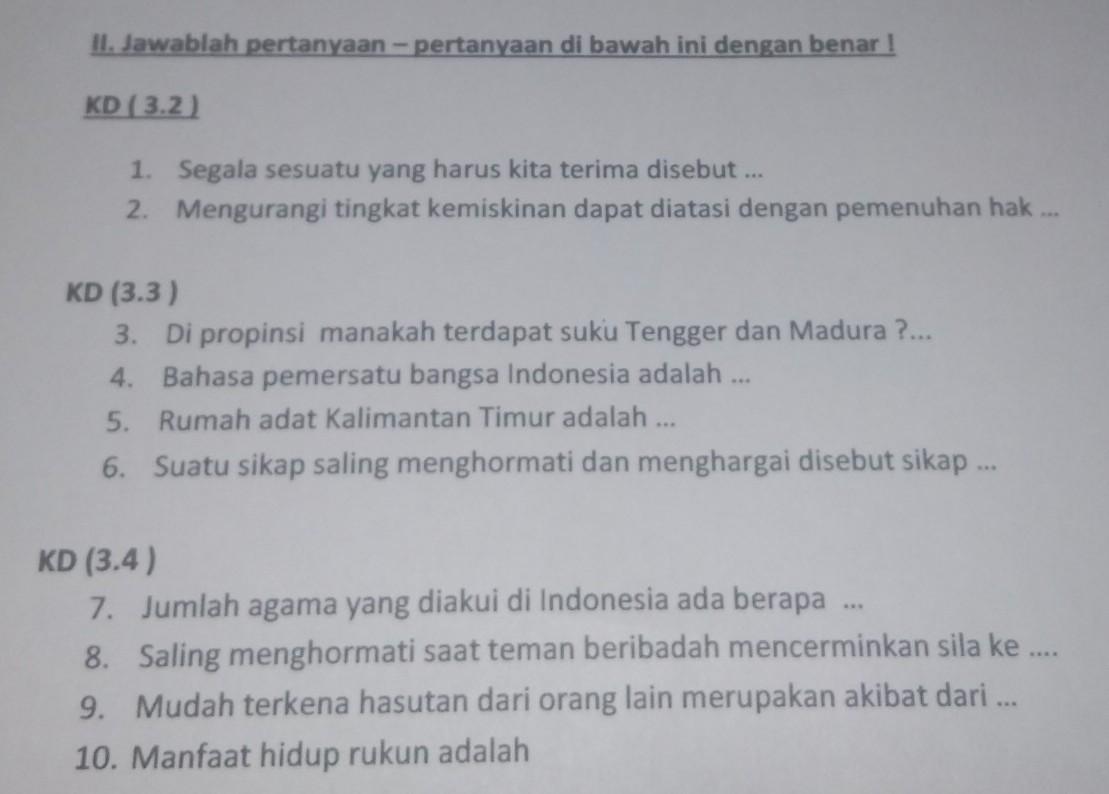 II. Jawablah pertanyaan – pertanyaan di bawah ini dengan benar !
KD ( 3.2 )
1. Segala sesuatu yang harus kita terima disebut ...
2. Mengurangi tingkat kemiskinan dapat diatasi dengan pemenuhan hak ...
KD (3.3 )
3. Di propinsi manakah terdapat suku Tengger dan Madura ?...
4. Bahasa pemersatu bangsa Indonesia adalah ...
5. Rumah adat Kalimantan Timur adalah ...
6. Suatu sikap saling menghormati dan menghargai disebut sikap ...
KD (3.4 )
7. Jumlah agama yang diakui di Indonesia ada berapa ...
8. Saling menghormati saat teman beribadah mencerminkan sila ke ....
9. Mudah terkena hasutan dari orang lain merupakan akibat dari ...
10. Manfaat hidup rukun adalah